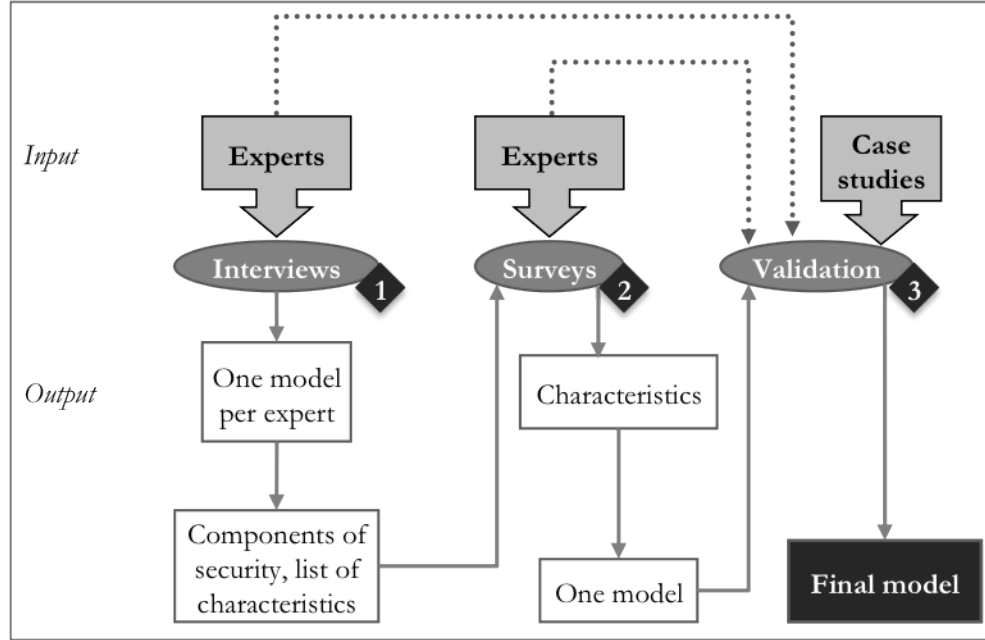 Input
Experts
Experts
Case
studies
Interviews
1
Surveys
2
Validation
3
Output
One model
per expert
Characteristics
Components of
security, list of
characteristics
One model
Final model